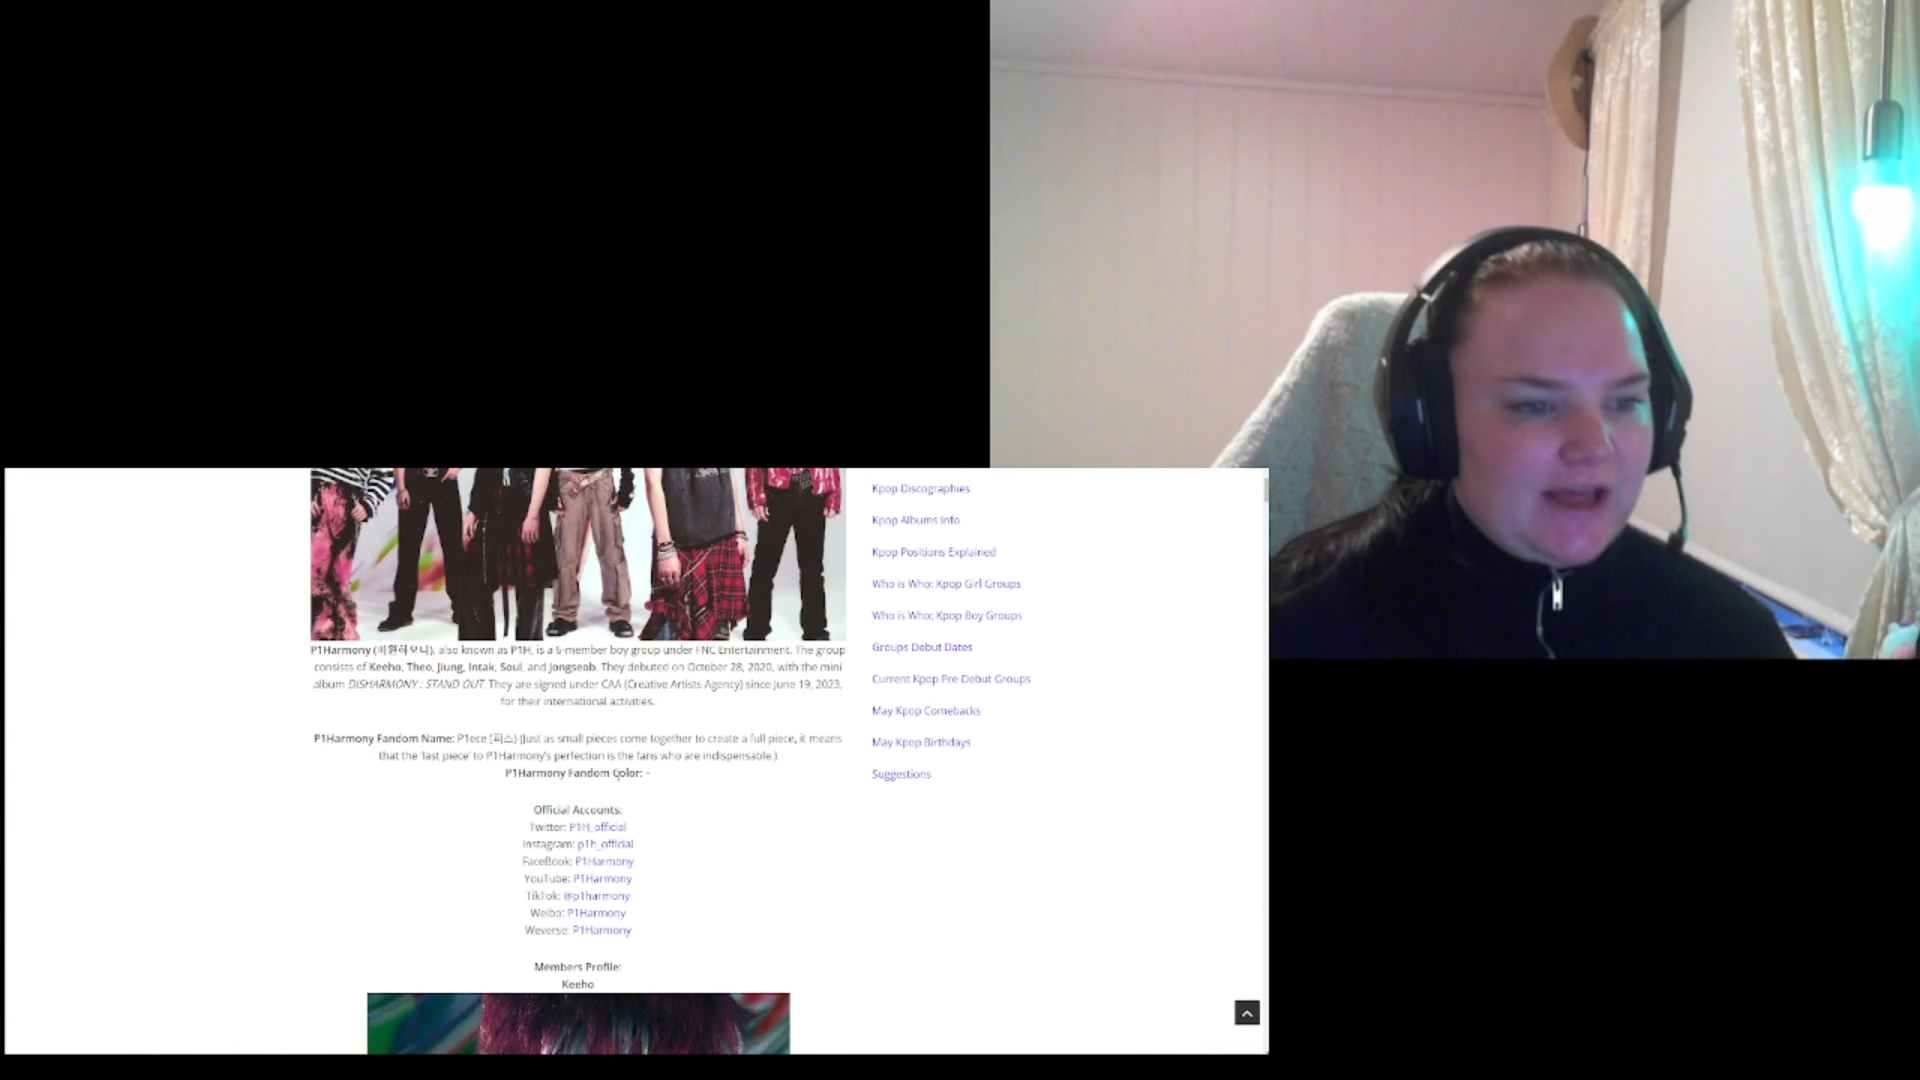 P1Harmony (피원하모니), also known as P1H, is a 6-member boy group under FNC Entertainment. The group
consists of Keeho, Theo, Jiung, Intak, Soul, and Jongseob. They debuted on October 28, 2020, with the mini
album DISHARMONY : STAND OUT. They are signed under CAA (Creative Artists Agency) since June 19, 2023,
for their international activities.
P1Harmony Fandom Name: P1ece (피스) (Just as small pieces come together to create a full piece, it means
that the 'last piece' to P1Harmony's perfection is the fans who are indispensable.)
P1Harmony Fandom Color: –
Official Accounts:
Twitter: P1H_official
Instagram: p1h_official
FaceBook: P1Harmony
YouTube: P1Harmony
TikTok: @p1harmony
Weibo: P1Harmony
Weverse: P1Harmony
Members Profile:
Keeho
Kpop Discographies
Kpop Albums Info
Kpop Positions Explained
Who is Who: Kpop Girl Groups
Who is Who: Kpop Boy Groups
Groups Debut Dates
Current Kpop Pre-Debut Groups
May Kpop Comebacks
May Kpop Birthdays
Suggestions